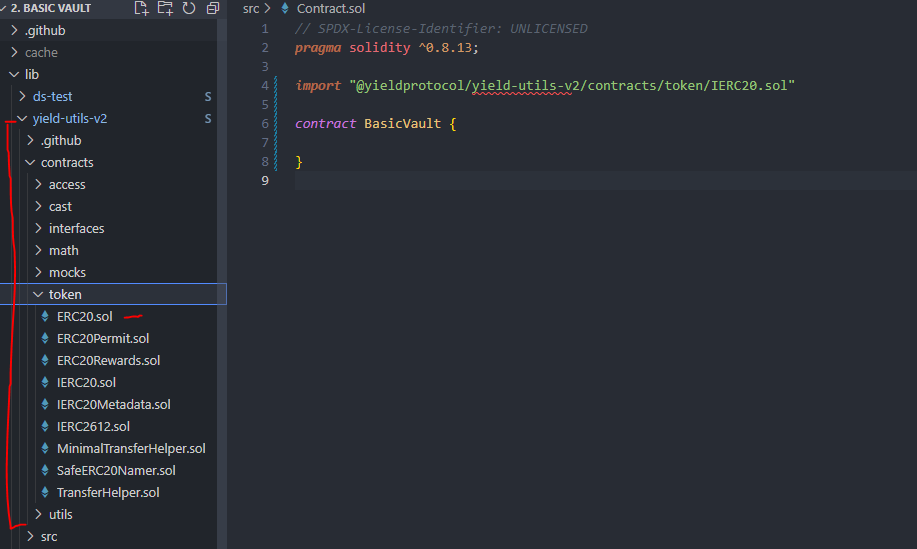 2. BASIC VAULT
.github
cache
lib
ds-test S
yield-utils-v2 S
.github
contracts
access
cast
interfaces
math
mocks
token
ERC20.sol
ERC20Permit.sol
ERC20Rewards.sol
IERC20.sol
IERC20Metadata.sol
IERC2612.sol
MinimalTransferHelper.sol
SafeERC20Namer.sol
TransferHelper.sol
utils
src
src > Contract.sol
1 // SPDX-License-Identifier: UNLICENSED
2 pragma solidity ^0.8.13;
3
4 import "@yieldprotocol/yield-utils-v2/contracts/token/IERC20.sol"
5
6 contract BasicVault {
7
8 }
9